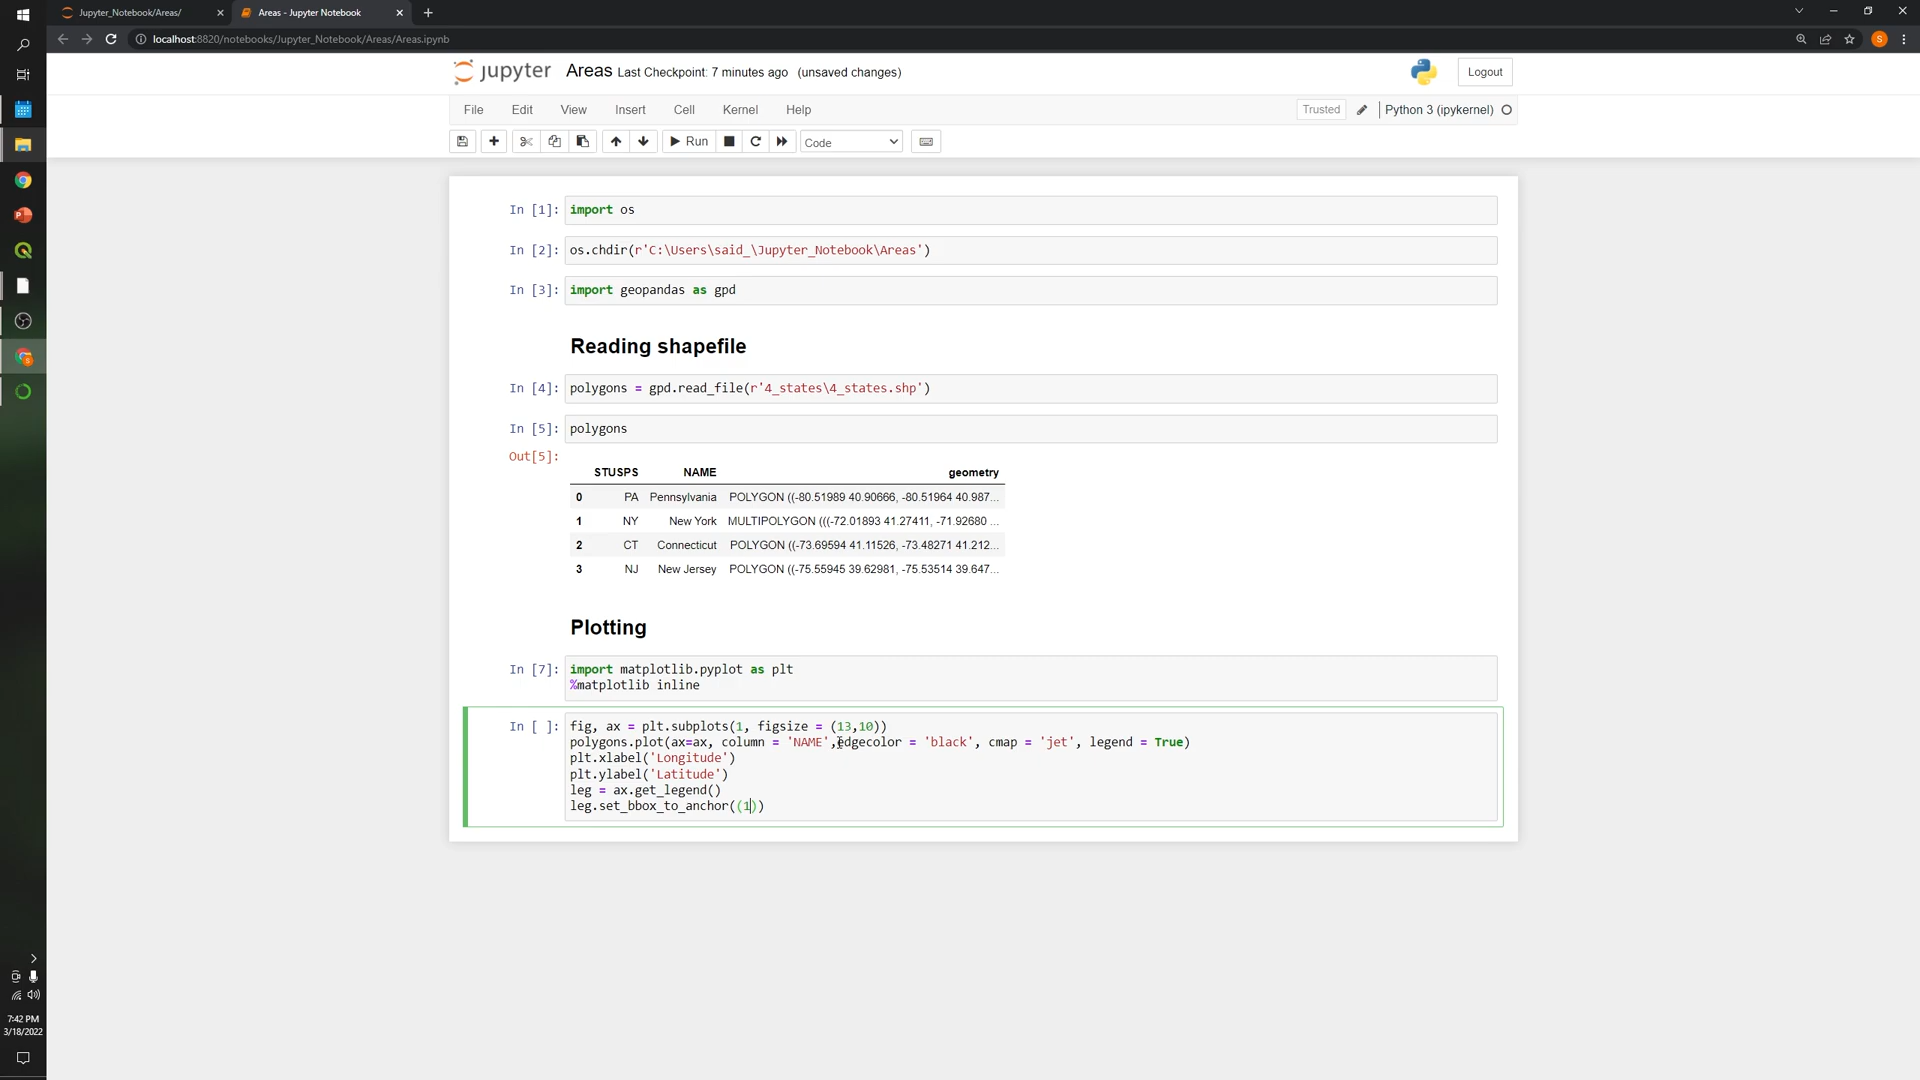 Jupyter_Notebook/Areas/
Areas - Jupyter Notebook
localhost:8820/notebooks/Jupyter_Notebook/Areas/Areas.ipynb
S
jupyter Areas Last Checkpoint: 7 minutes ago (unsaved changes)
Logout
File Edit View Insert Cell Kernel Help
Trusted Python 3 (ipykernel)
Run Code
In [1]: import os
In [2]: os.chdir(r'C:\Users\said_\Jupyter_Notebook\Areas')
In [3]: import geopandas as gpd
Reading shapefile
In [4]: polygons = gpd.read_file(r'4_states\4_states.shp')
In [5]: polygons
Out[5]:
STUSPS NAME geometry
0 PA Pennsylvania POLYGON ((-80.51989 40.90666, -80.51964 40.987...
1 NY New York MULTIPOLYGON (((-72.01893 41.27411, -71.92680 ...
2 CT Connecticut POLYGON ((-73.69594 41.11526, -73.48271 41.212...
3 NJ New Jersey POLYGON ((-75.55945 39.62981, -75.53514 39.647...
Plotting
In [7]: import matplotlib.pyplot as plt
%matplotlib inline
In [ ]: fig, ax = plt.subplots(1, figsize = (13,10))
polygons.plot(ax=ax, column = 'NAME',edgecolor = 'black', cmap = 'jet', legend = True)
plt.xlabel('Longitude')
plt.ylabel('Latitude')
leg = ax.get_legend()
leg.set_bbox_to_anchor((1))
7:42 PM
3/18/2022